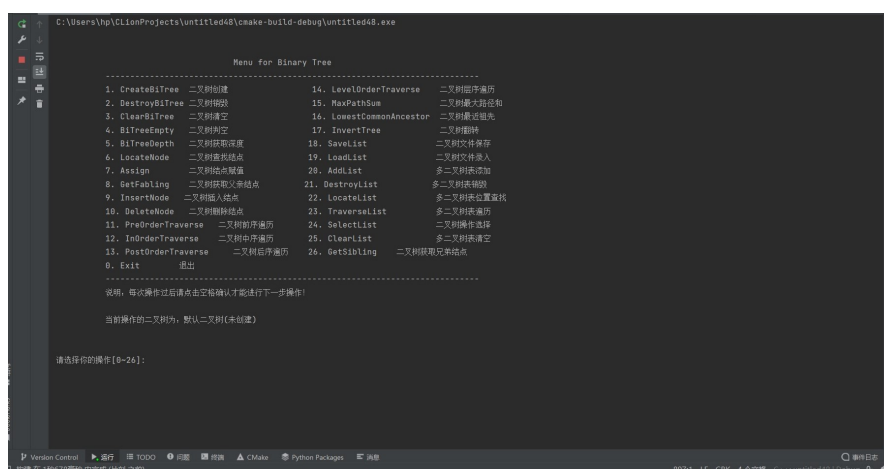 C:\Users\hp\CLionProjects\untitled48\cmake-build-debug\untitled48.exe
Menu for Binary Tree
-------------------------------------------------------------------------
1. CreateBiTree 二叉树创建 14. LevelOrderTraverse 二叉树层序遍历
2. DestroyBiTree 二叉树销毁 15. MaxPathSum 二叉树最大路径和
3. ClearBiTree 二叉树清空 16. LowestCommonAncestor 二叉树最近祖先
4. BiTreeEmpty 二叉树判空 17. InvertTree 二叉树翻转
5. BiTreeDepth 二叉树获取深度 18. SaveList 二叉树文件保存
6. LocateNode 二叉树查找结点 19. LoadList 二叉树文件录入
7. Assign 二叉树结点赋值 20. AddList 多二叉树表添加
8. GetFabling 二叉树获取父亲结点 21. DestroyList 多二叉树表销毁
9. InsertNode 二叉树插入结点 22. LocateList 多二叉树表位置查找
10. DeleteNode 二叉树删除结点 23. TraverseList 多二叉树表遍历
11. PreOrderTraverse 二叉树前序遍历 24. SelectList 二叉树操作选择
12. InOrderTraverse 二叉树中序遍历 25. ClearList 多二叉树表清空
13. PostOrderTraverse 二叉树后序遍历 26. GetSibling 二叉树获取兄弟结点
0. Exit 退出
-------------------------------------------------------------------------
说明，每次操作过后请点击空格确认才能进行下一步操作！
当前操作的二叉树为，默认二叉树(未创建)
请选择你的操作[0~26]:
Version Control 运行 TODO 问题 终端 CMake Python Packages 消息 事件日志